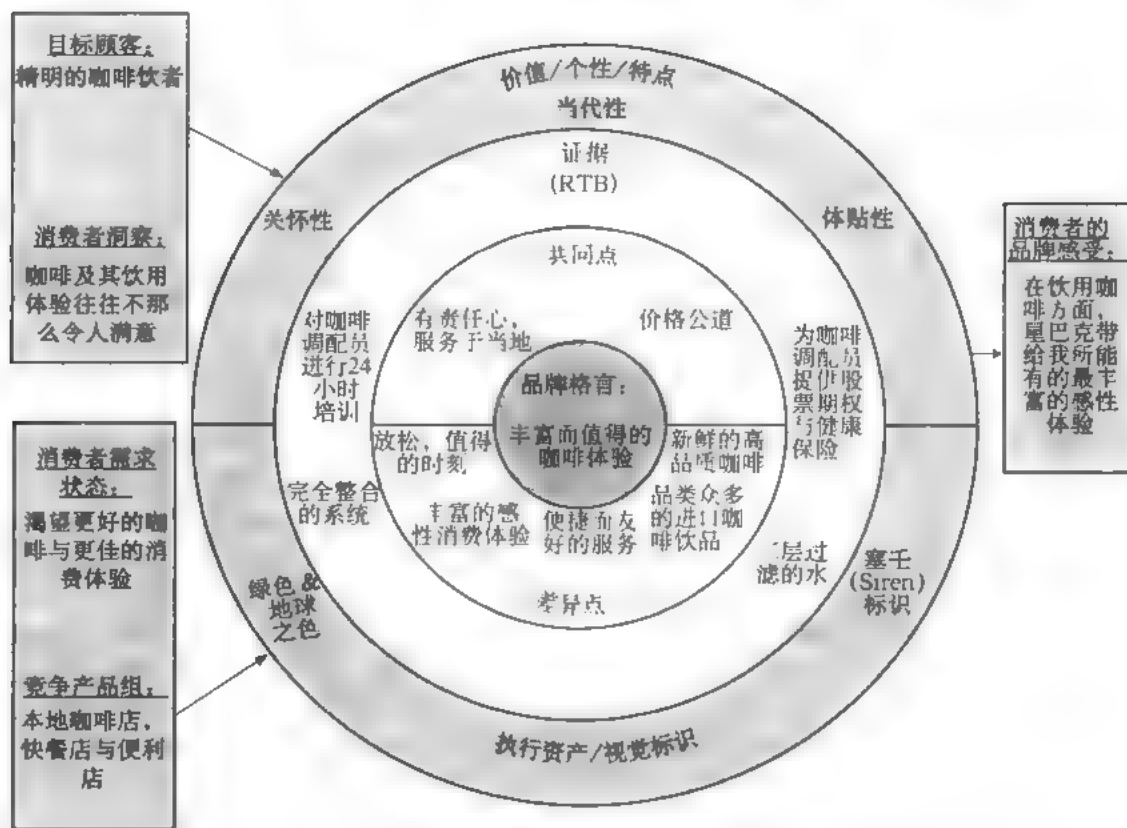 目标顾客:
精明的咖啡饮者
消费者洞察:
咖啡及其饮用
体验往往不那
么令人满意
消费者需求
状态:
渴望更好的咖
啡与更佳的消
费体验
竞争产品组:
本地咖啡店,
快餐店与便利
店
价值/个性/特点
当代性
关怀性
体贴性
证据
(RTB)
对咖啡
调配员
进行24
小时
培训
为咖啡
调配员
提供股
票期权
与健康
保险
完全整合
的系统
层过
滤的水
共同点
有责任心,
服务于当地
价格公道
品牌格言:
丰富而值得的
咖啡体验
放松, 值得
的时刻
丰富的感
性消费体验
便捷而友
好的服务
品类众多
的进口咖
啡饮品
新鲜的高
品质咖啡
差异点
绿色 &
地球
之色
塞壬
(Siren)
标识
执行资产/视觉标识
消费者的
品牌感受:
在饮用咖
啡方面,
星巴克带
给我所能
有的最丰
富的感性
体验